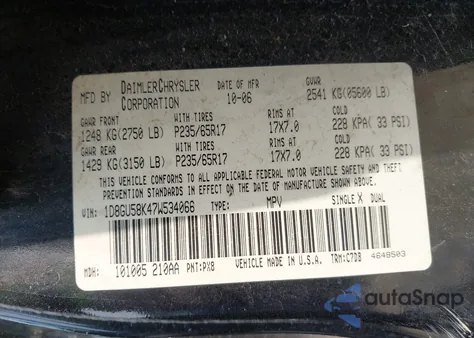 MFD BY DAIMLERCHRYSLER CORPORATION DATE OF MFR 10-06 GVWR 2541 KG(05600 LB)
GAWR FRONT WITH TIRES RIMS AT COLD
1248 KG(2750 LB) P235/65R17 17X7.0 228 KPA( 33 PSI)
GAWR REAR WITH TIRES RIMS AT COLD
1429 KG(3150 LB) P235/65R17 17X7.0 228 KPA( 33 PSI)
THIS VEHICLE CONFORMS TO ALL APPLICABLE FEDERAL MOTOR VEHICLE SAFETY AND THEFT
PREVENTION STANDARDS IN EFFECT ON THE DATE OF MANUFACTURE SHOWN ABOVE.
VIN: 1D8GU58K47W534066 TYPE: MPV SINGLE X DUAL
MDH: 101005 210AA PNT:PX8 VEHICLE MADE IN U.S.A. TRM:C7D3 4648503
autoSnap